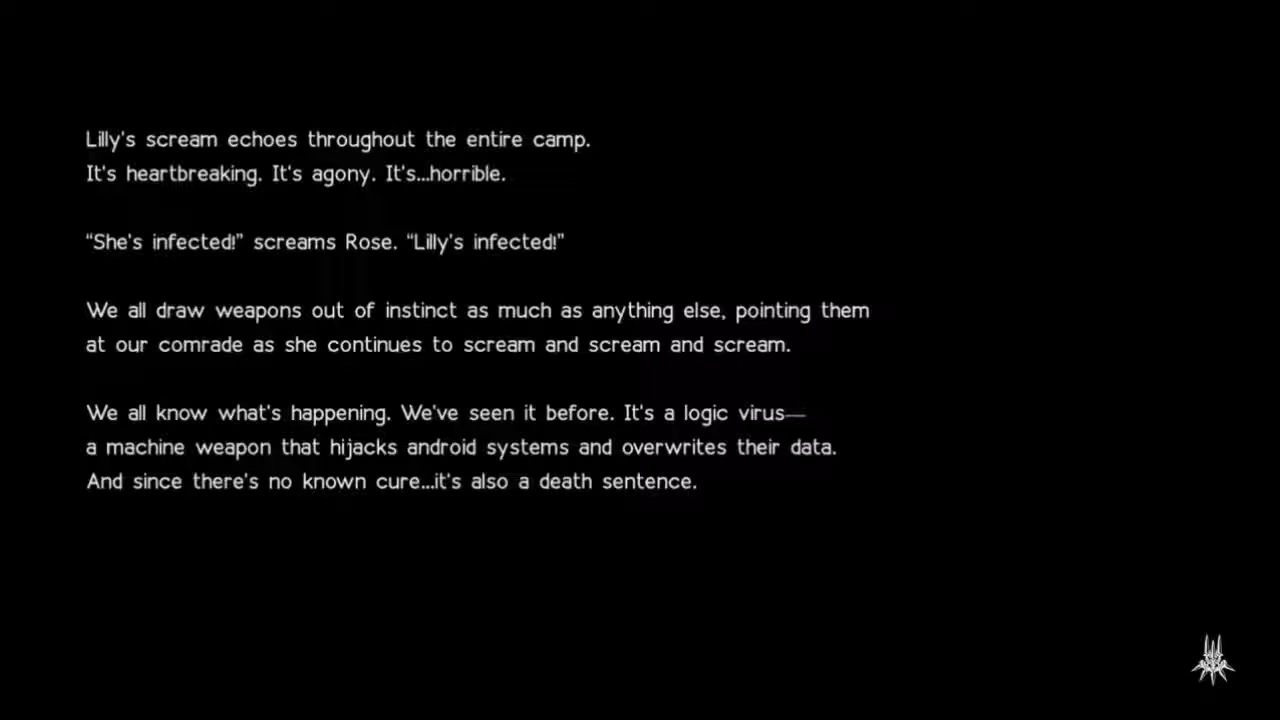 Lilly's scream echoes throughout the entire camp.
It's heartbreaking. It's agony. It's...horrible.
“She's infected!” screams Rose. “Lilly's infected!”
We all draw weapons out of instinct as much as anything else, pointing them
at our comrade as she continues to scream and scream and scream.
We all know what's happening. We've seen it before. It's a logic virus—
a machine weapon that hijacks android systems and overwrites their data.
And since there's no known cure...it's also a death sentence.